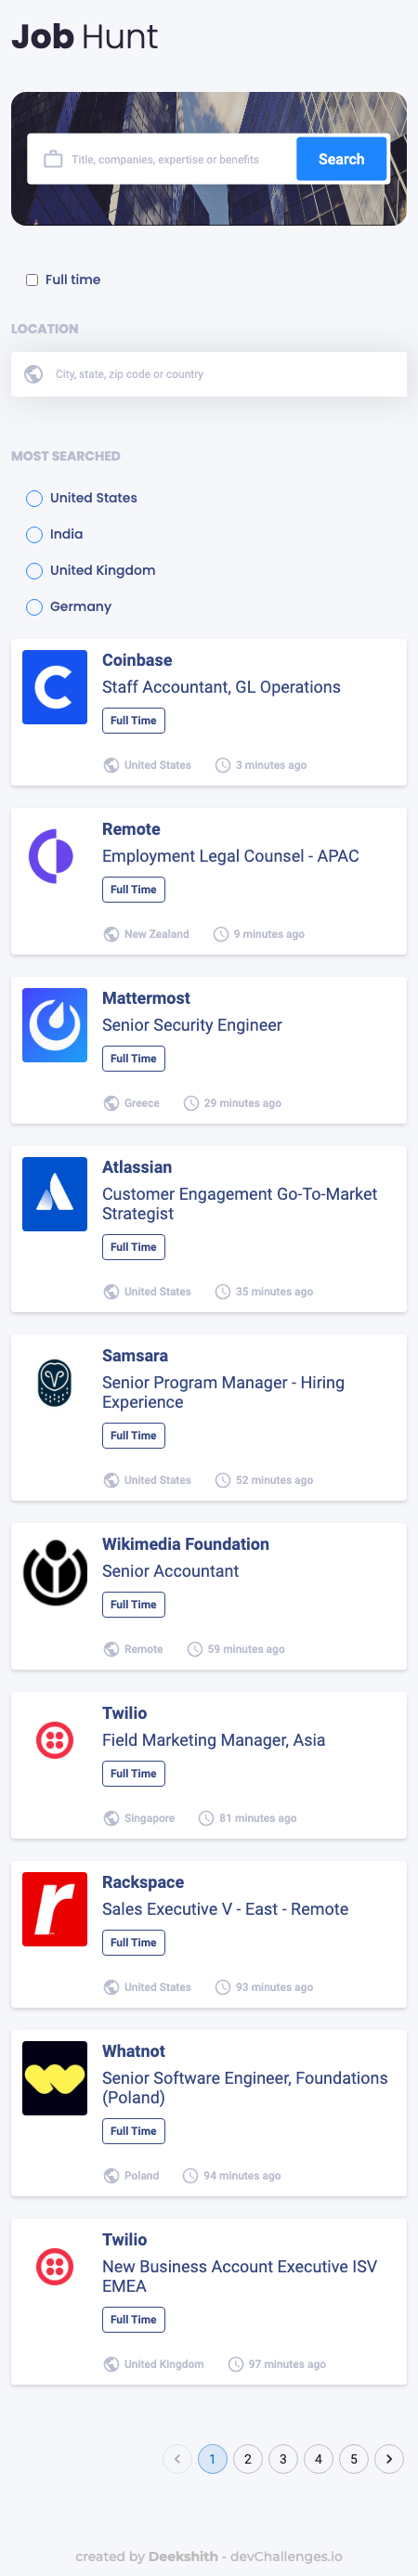 Job Hunt
Title, companies, expertise or benefits
Search
Full time
LOCATION
City, state, zip code or country
MOST SEARCHED
United States
India
United Kingdom
Germany
Coinbase
Staff Accountant, GL Operations
Full Time
United States 3 minutes ago
Remote
Employment Legal Counsel - APAC
Full Time
New Zealand 9 minutes ago
Mattermost
Senior Security Engineer
Full Time
Greece 29 minutes ago
Atlassian
Customer Engagement Go-To-Market
Strategist
Full Time
United States 35 minutes ago
Samsara
Senior Program Manager - Hiring
Experience
Full Time
United States 52 minutes ago
Wikimedia Foundation
Senior Accountant
Full Time
Remote 59 minutes ago
Twilio
Field Marketing Manager, Asia
Full Time
Singapore 81 minutes ago
r
Rackspace
Sales Executive V - East - Remote
Full Time
United States 93 minutes ago
Whatnot
Senior Software Engineer, Foundations
(Poland)
Full Time
Poland 94 minutes ago
Twilio
New Business Account Executive ISV
EMEA
Full Time
United Kingdom 97 minutes ago
1 2 3 4 5
created by Deekshith - devChallenges.io